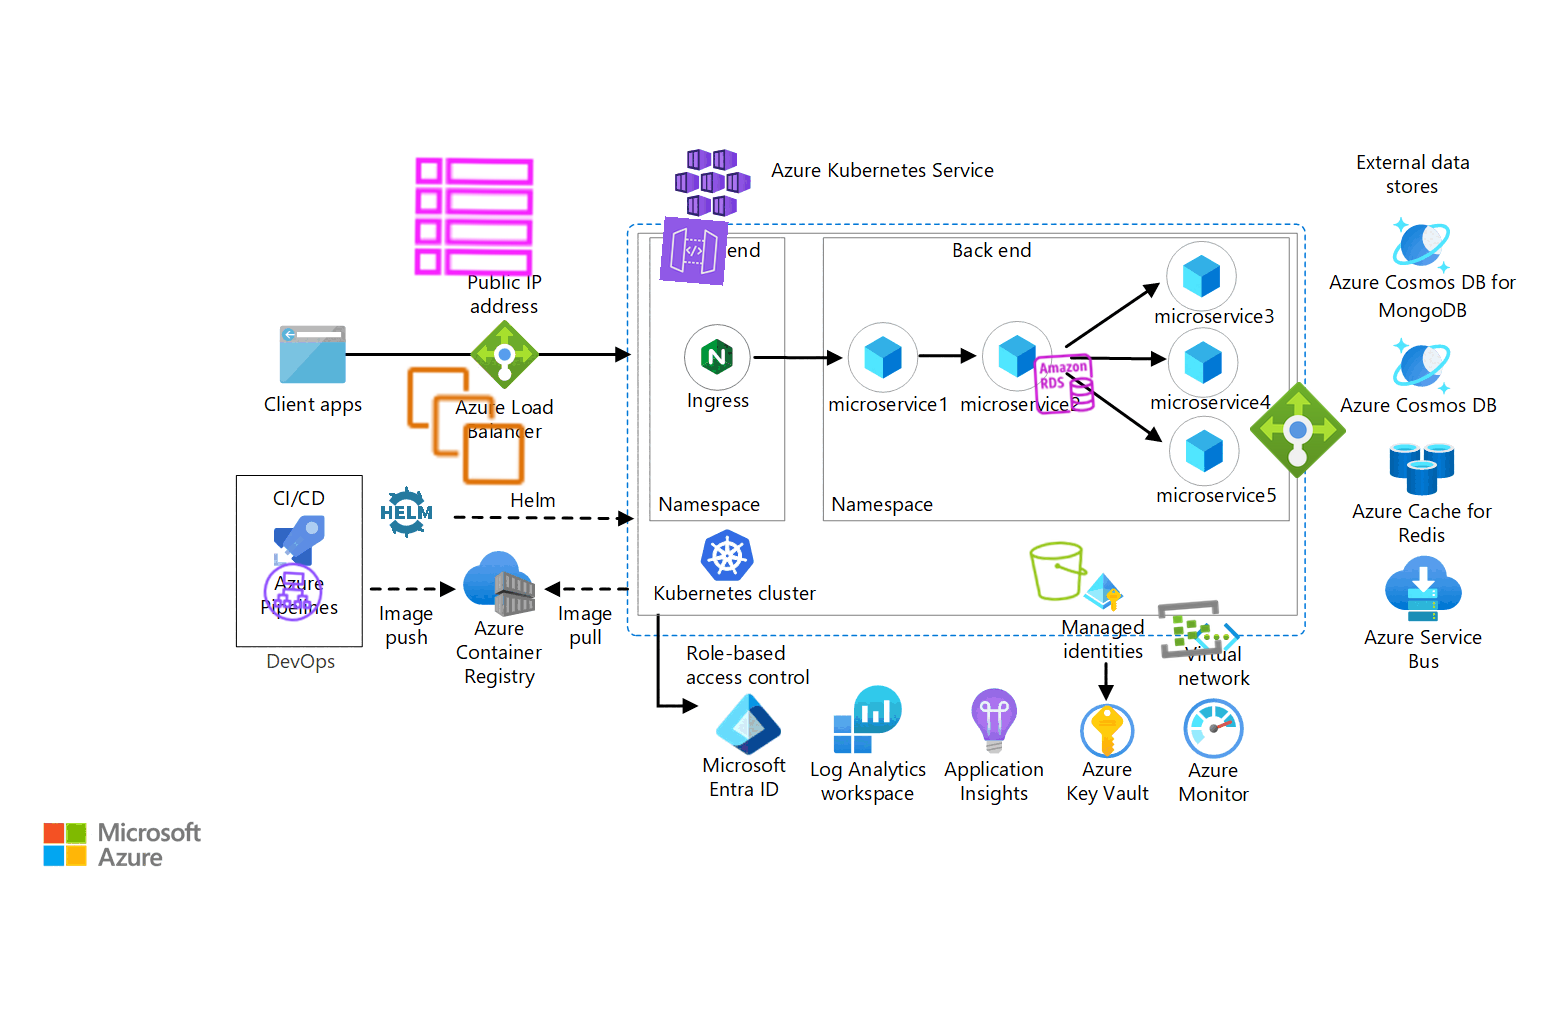 Azure Kubernetes Service
External data
stores
Public IP
address
end
Back end
Azure Cosmos DB for
MongoDB
microservice3
Client apps
Azure Load
Balancer
Ingress
microservice1
microservice2
Amazon
RDS
microservice4
Azure Cosmos DB
microservice5
Namespace
Namespace
CI/CD
HELM
Helm
Azure Cache for
Redis
Azure
Pipelines
Kubernetes cluster
Image
push
Image
pull
Azure
Container
Registry
DevOps
Managed
identities
Virtual
network
Azure Service
Bus
Role-based
access control
Microsoft
Entra ID
Log Analytics
workspace
Application
Insights
Azure
Key Vault
Azure
Monitor
Microsoft
Azure